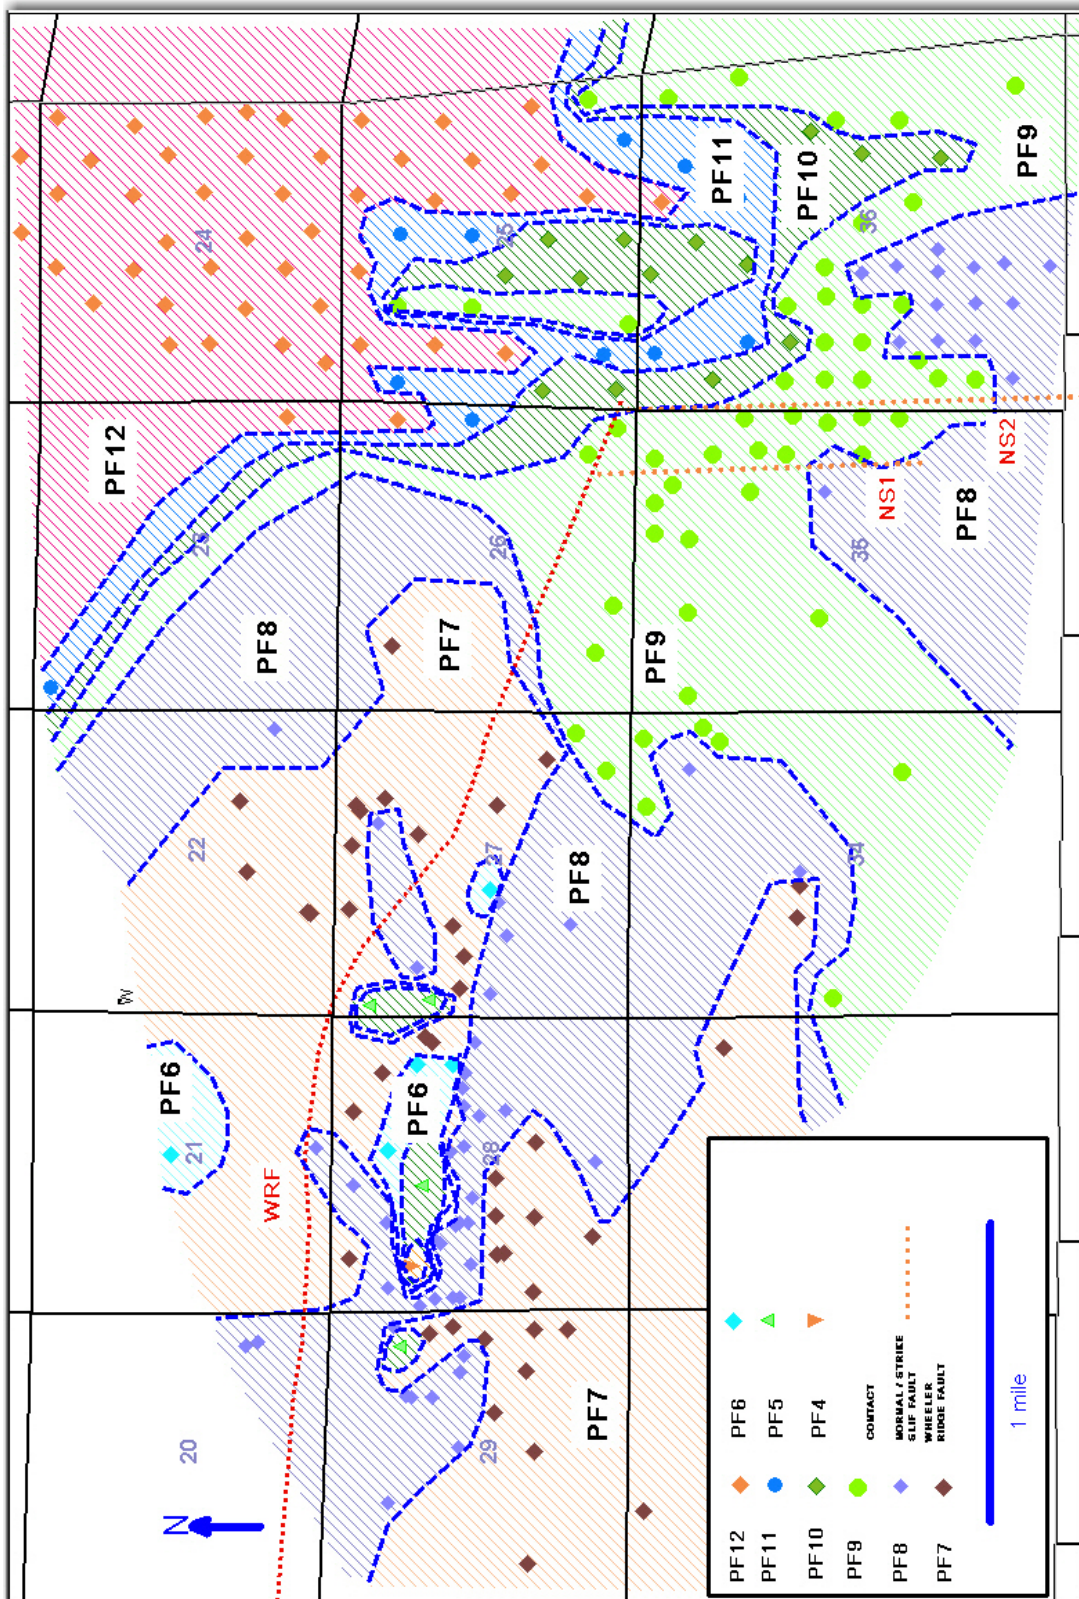 PF12
W
PF6
N
20
21
22
23
24
PF8
WRF
PF6
PF7
29
28
27
26
25
PF8
PF7
PF9
PF11
PF10
34
35
36
NS1
PF8
NS2
PF9
PF12
PF11
PF10
PF9
PF8
PF7
PF6
PF5
PF4
CONTACT
NORMAL / STRIKE
SLIF FAULT
WHEELER
RIDGE FAULT
1 mile